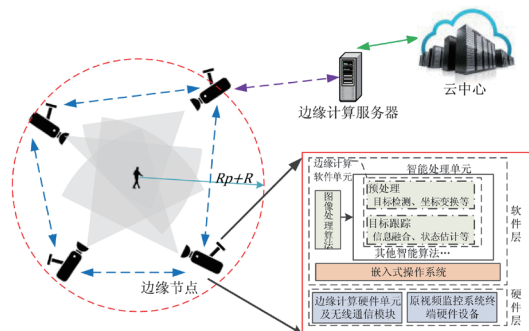 云中心
边缘计算服务器
Rp+R
边缘节点
边缘计算
软件单元
智能处理单元
图像处理算法
预处理
目标检测、坐标变换等
目标跟踪
信息融合、状态估计等
其他智能算法…
嵌入式操作系统
软件层
边缘计算硬件单元
及无线通信模块
原视频监控系统终
端硬件设备
硬件层